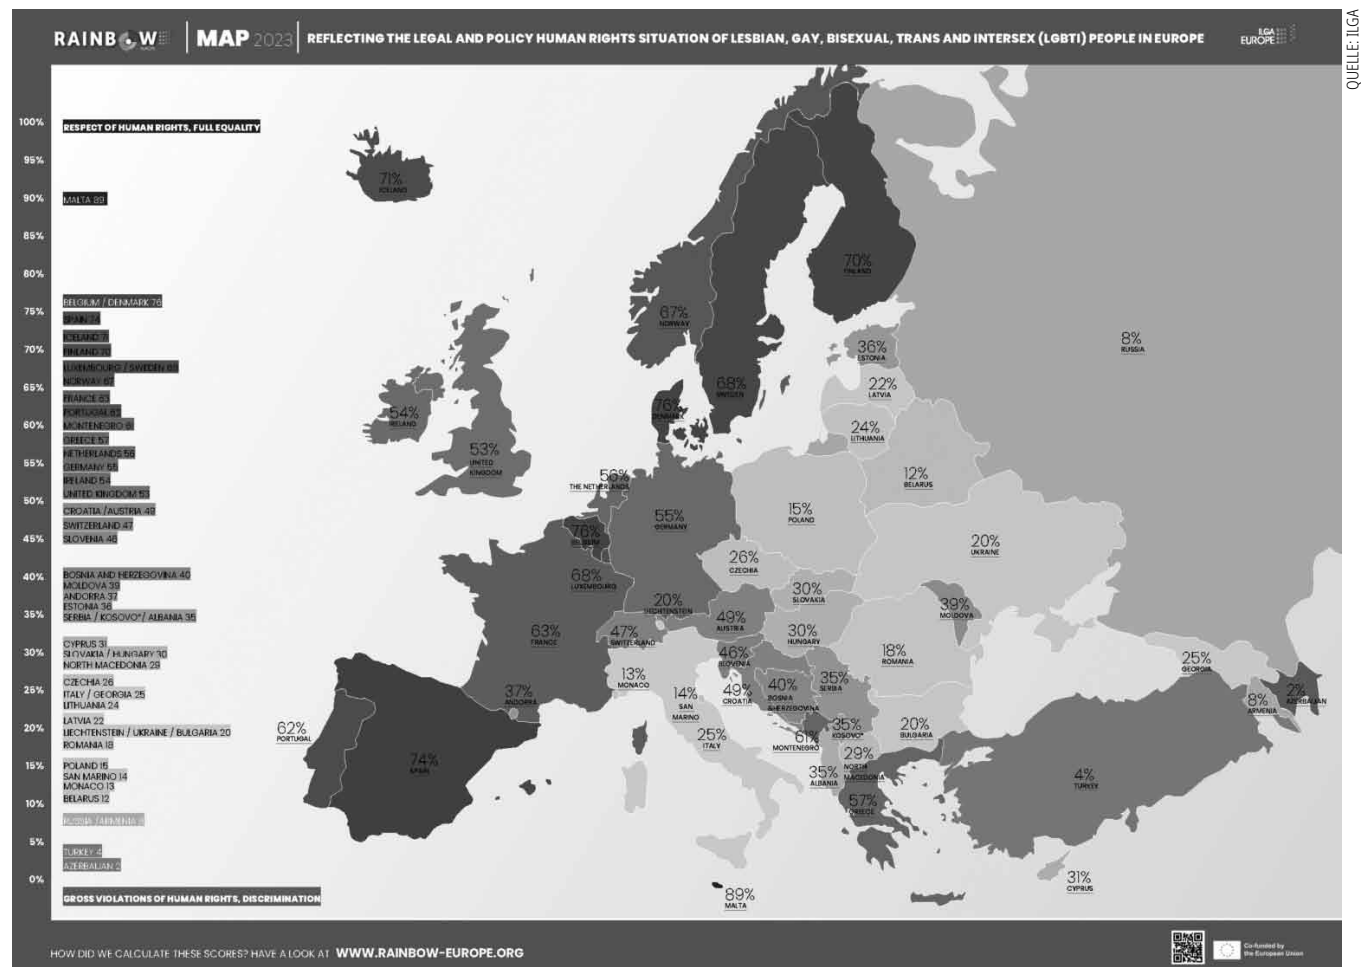 RAINBOW EUROPE
MAP 2023
REFLECTING THE LEGAL AND POLICY HUMAN RIGHTS SITUATION OF LESBIAN, GAY, BISEXUAL, TRANS AND INTERSEX (LGBTI) PEOPLE IN EUROPE
ILGA
EUROPE
QUELLE: ILGA
100%
RESPECT OF HUMAN RIGHTS, FULL EQUALITY
95%
90%
MALTA 89
85%
80%
BELGIUM / DENMARK 76
75%
SPAIN 74
ICELAND 71
70%
FINLAND 70
LUXEMBOURG / SWEDEN 68
65%
NORWAY 67
FRANCE 63
PORTUGAL 62
60%
MONTENEGRO 61
GREECE 57
NETHERLANDS 56
55%
GERMANY 55
IRELAND 54
UNITED KINGDOM 53
50%
CROATIA /AUSTRIA 49
SWITZERLAND 47
45%
SLOVENIA 46
40%
BOSNIA AND HERZEGOVINA 40
MOLDOVA 39
ANDORRA 37
ESTONIA 36
35%
SERBIA / KOSOVO*/ ALBANIA 35
CYPRUS 31
30%
SLOVAKIA / HUNGARY 30
NORTH MACEDONIA 29
CZECHIA 26
25%
ITALY / GEORGIA 25
LITHUANIA 24
LATVIA 22
20%
LIECHTENSTEIN / UKRAINE / BULGARIA 20
ROMANIA 18
15%
POLAND 15
SAN MARINO 14
MONACO 13
10%
BELARUS 12
RUSSIA /ARMENIA 8
5%
TURKEY 4
AZERBAIJAN 2
0%
GROSS VIOLATIONS OF HUMAN RIGHTS, DISCRIMINATION
71%
ICELAND
70%
FINLAND
67%
NORWAY
8%
RUSSIA
36%
ESTONIA
68%
SWEDEN
22%
LATVIA
76%
DENMARK
54%
IRELAND
24%
LITHUANIA
53%
UNITED
KINGDOM
12%
BELARUS
56%
THE NETHERLANDS
55%
GERMANY
15%
POLAND
76%
BELGIUM
20%
UKRAINE
26%
CZECHIA
68%
LUXEMBOURG
30%
SLOVAKIA
20%
LIECHTENSTEIN
39%
MOLDOVA
49%
AUSTRIA
63%
FRANCE
47%
SWITZERLAND
30%
HUNGARY
46%
SLOVENIA
18%
ROMANIA
25%
GEORGIA
13%
MONACO
35%
SERBIA
37%
ANDORRA
14%
SAN
MARINO
49%
CROATIA
40%
BOSNIA
&HERZEGOVINA
8%
ARMENIA
2%
AZERBAIJAN
62%
PORTUGAL
25%
ITALY
61%
MONTENEGRO
35%
KOSOVO*
20%
BULGARIA
74%
SPAIN
29%
NORTH
MACEDONIA
35%
ALBANIA
4%
TURKEY
57%
GREECE
31%
CYPRUS
89%
MALTA
HOW DID WE CALCULATE THESE SCORES? HAVE A LOOK AT WWW.RAINBOW-EUROPE.ORG
Co-funded by
the European Union